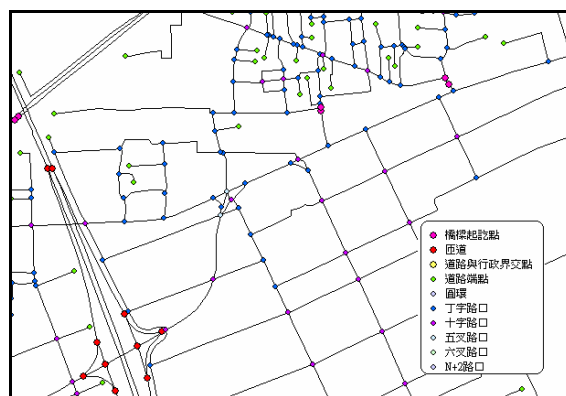 橋樑起訖點
匝道
道路與行政界交點
道路端點
圓環
丁字路口
十字路口
五叉路口
六叉路口
N+2路口